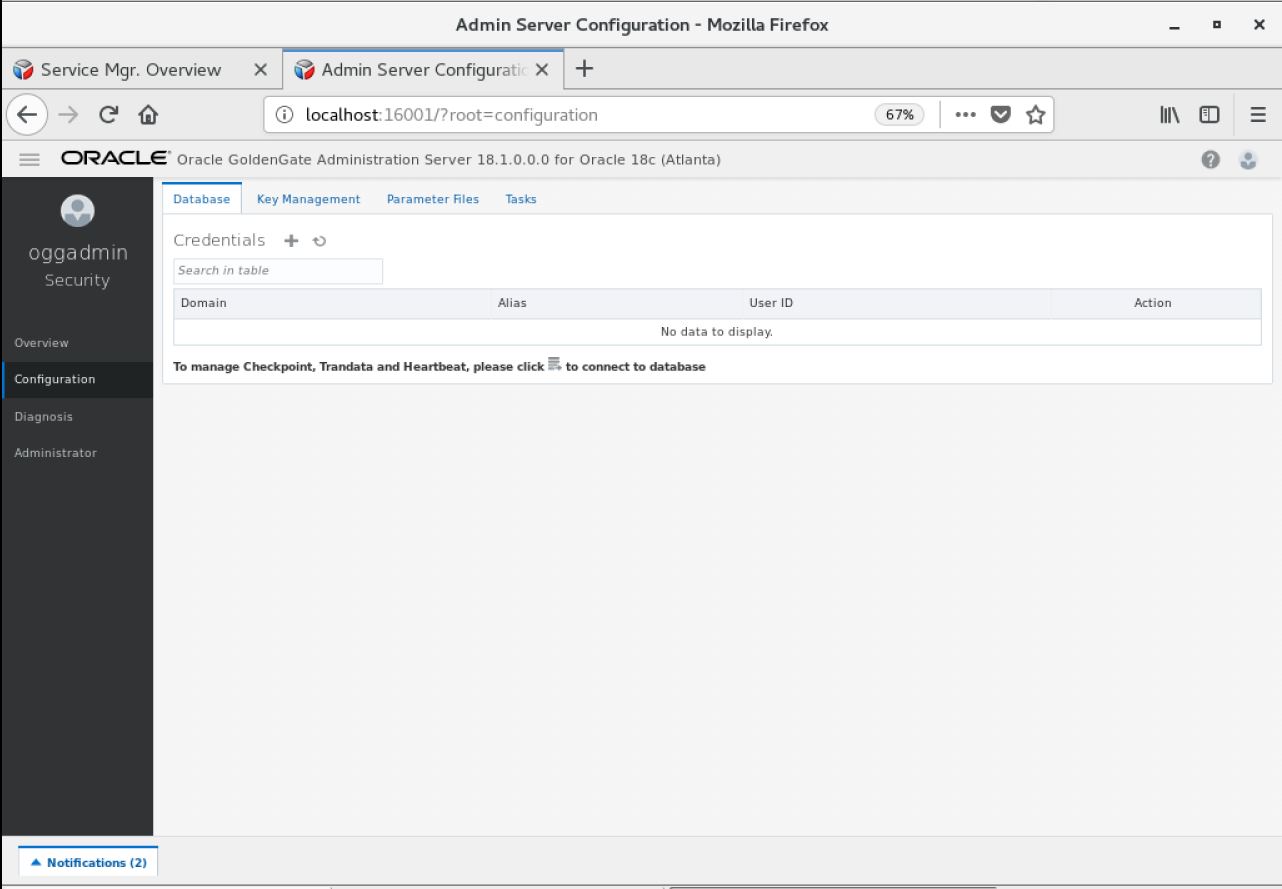 Admin Server Configuration - Mozilla Firefox
Service Mgr. Overview
Admin Server Configuratic
localhost:16001/?root=configuration
67%
ORACLE® Oracle GoldenGate Administration Server 18.1.0.0.0 for Oracle 18c (Atlanta)
oggadmin
Security
Overview
Configuration
Diagnosis
Administrator
Database Key Management Parameter Files Tasks
Credentials
Search in table
Domain Alias User ID Action
No data to display.
To manage Checkpoint, Trandata and Heartbeat, please click to connect to database
Notifications (2)